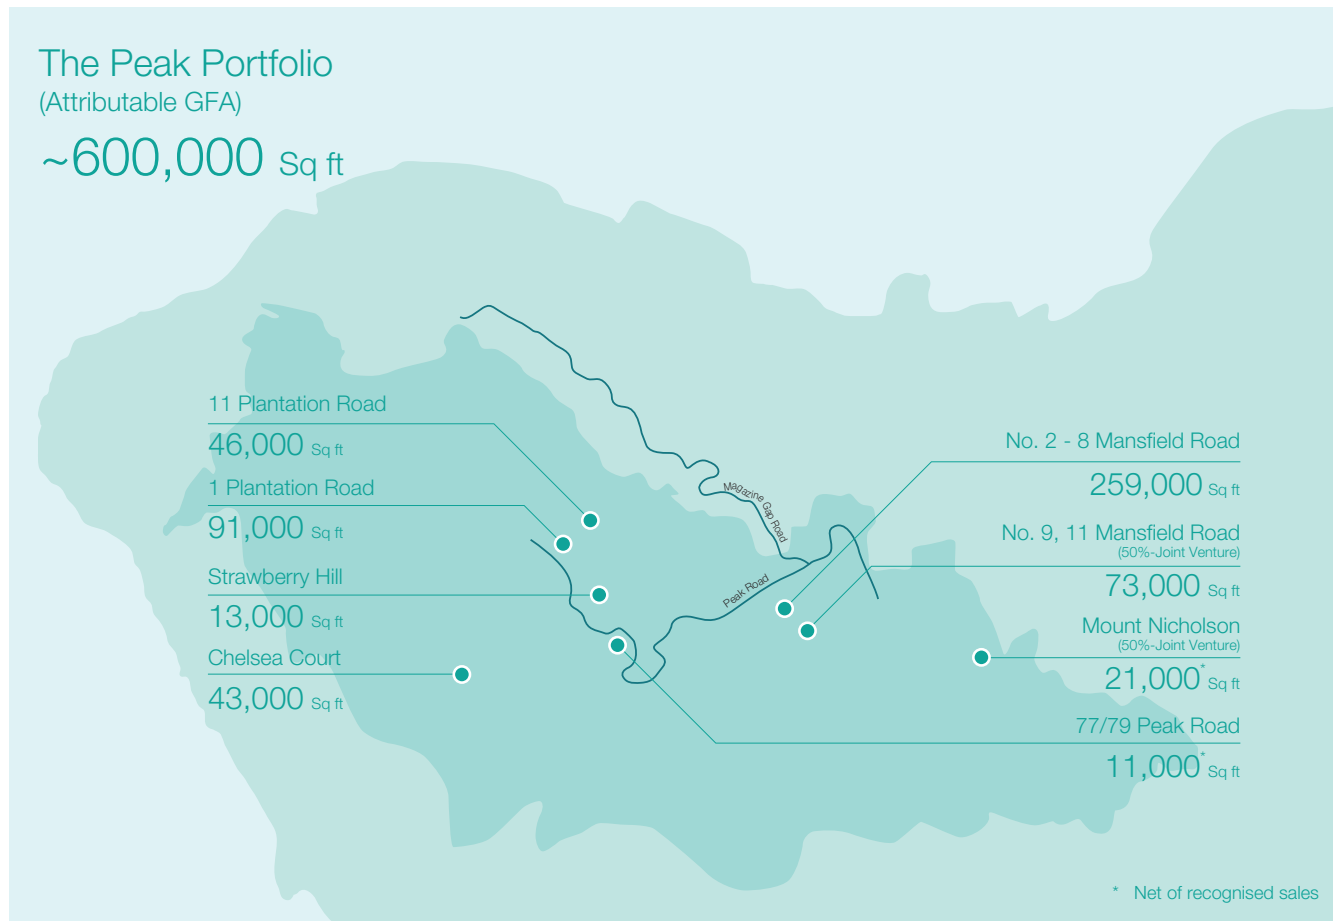 The Peak Portfolio
(Attributable GFA)
~600,000 Sq ft
11 Plantation Road
46,000 Sq ft
1 Plantation Road
91,000 Sq ft
Strawberry Hill
13,000 Sq ft
Chelsea Court
43,000 Sq ft
Magazine Gap Road
Peak Road
No. 2 - 8 Mansfield Road
259,000 Sq ft
No. 9, 11 Mansfield Road
(50%-Joint Venture)
73,000 Sq ft
Mount Nicholson
(50%-Joint Venture)
21,000* Sq ft
77/79 Peak Road
11,000* Sq ft
* Net of recognised sales